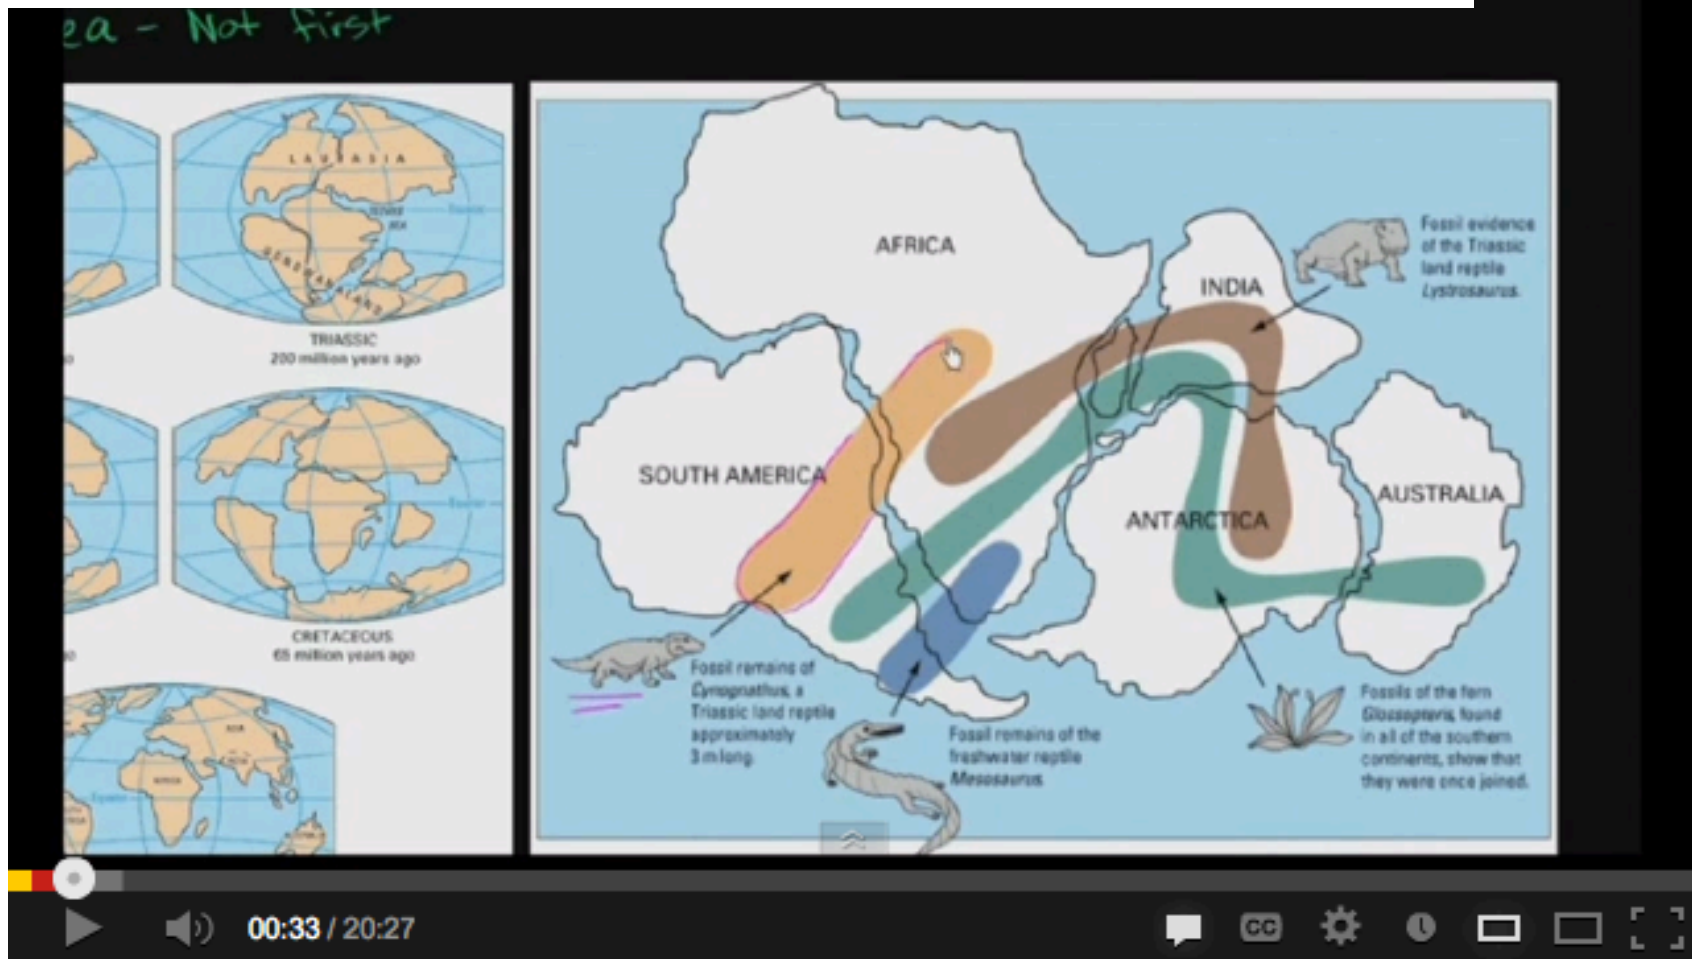 ea - Not first
LAURASIA
GONDWANALAND
TRIASSIC
200 million years ago
CRETACEOUS
65 million years ago
AFRICA
INDIA
SOUTH AMERICA
ANTARCTICA
AUSTRALIA
Fossil evidence
of the Triassic
land reptile
Lystrosaurus.
Fossil remains of
Cynognathus, a
Triassic land reptile
approximately
3 m long.
Fossil remains of the
freshwater reptile
Mesosaurus.
Fossils of the fern
Glossopteris, found
in all of the southern
continents, show that
they were once joined.
00:33 / 20:27
CC